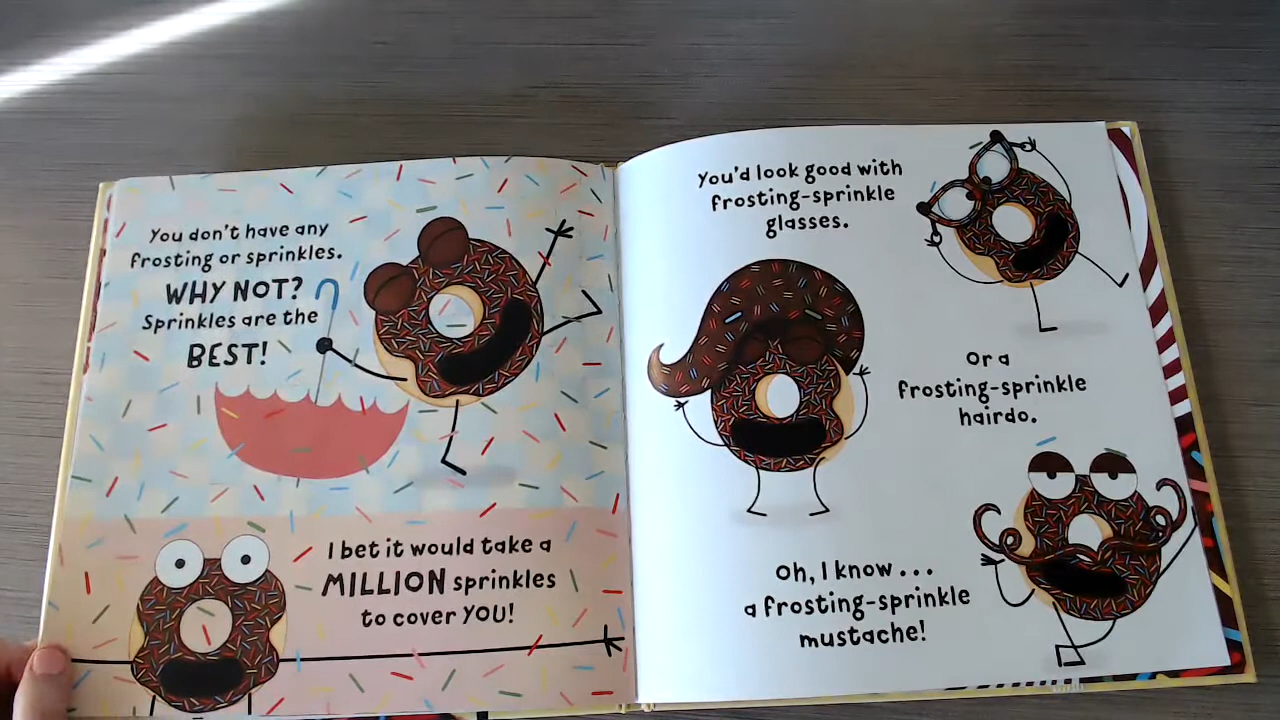 You don't have any
frosting or sprinkles.
WHY NOT?
Sprinkles are the
BEST!
I bet it would take a
MILLION sprinkles
to cover YOU!
You'd look good with
frosting-sprinkle
glasses.
Or a
frosting-sprinkle
hairdo.
Oh, I know...
a frosting-sprinkle
mustache!